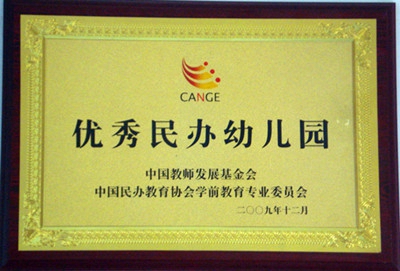 CANGE
优秀民办幼儿园
中国教师发展基金会
中国民办教育协会学前教育专业委员会
二〇〇九年十二月